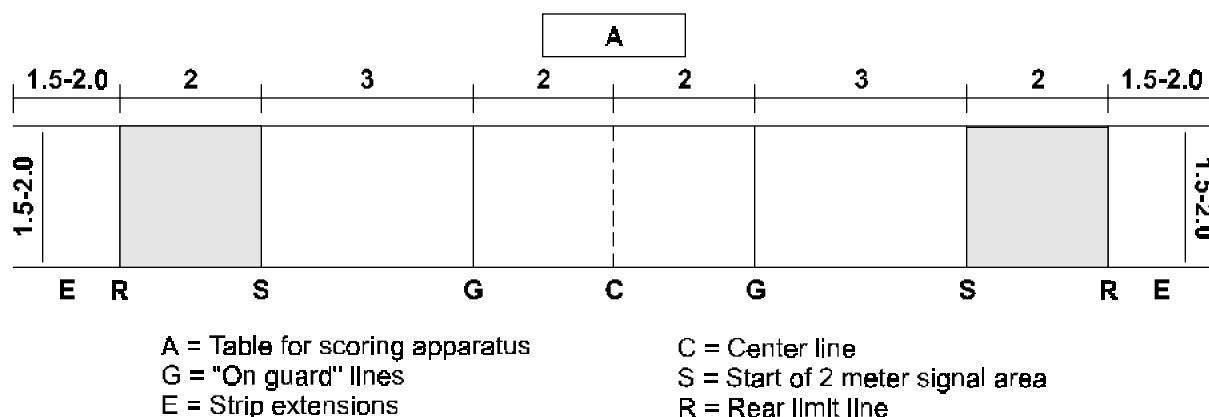 A
1.5-2.0 2 3 2 2 3 2 1.5-2.0
1.5-2.0
1.5-2.0
E R S G C G S R E
A = Table for scoring apparatus
G = "On guard" lines
E = Strip extensions
C = Center line
S = Start of 2 meter signal area
R = Rear limit line